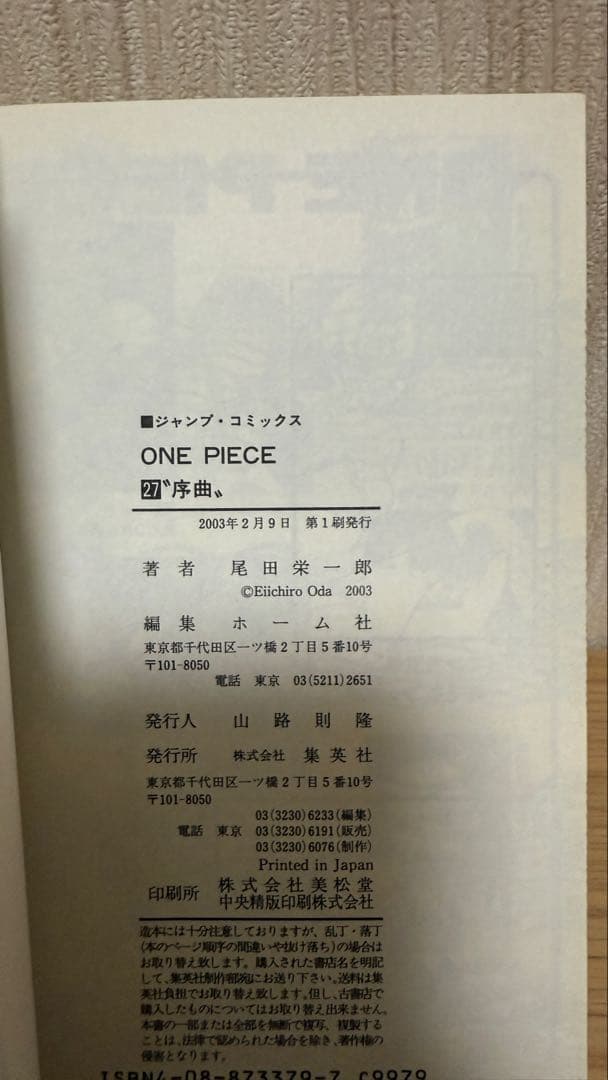 ■ジャンプ・コミックス
ONE PIECE
27〝序曲〟
2003年2月9日 第1刷発行
著者 尾田栄一郎
©Eiichiro Oda 2003
編集 ホーム社
東京都千代田区一ツ橋2丁目5番10号
〒101-8050
電話 東京 03(5211)2651
発行人 山路則隆
発行所 株式会社 集英社
東京都千代田区一ツ橋2丁目5番10号
〒101-8050
03(3230)6233(編集)
電話 東京 03(3230)6191(販売)
03(3230)6076(制作)
Printed in Japan
印刷所 株式会社美松堂
中央精版印刷株式会社
造本には十分注意しておりますが、乱丁・落丁
(本のページ順序の間違いや抜け落ち)の場合は
お取り替え致します。購入された書店名を明記
して、集英社制作部宛にお送り下さい。送料は集
英社負担でお取り替え致します。但し、古書店で
購入したものについてはお取り替え出来ません。
本書の一部または全部を無断で複写、複製する
ことは、法律で認められた場合を除き、著作権の
侵害となります。
ISBN4-08-873379-7 C9979